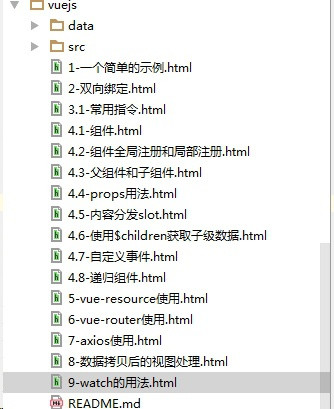 vuejs
data
src
1-一个简单的示例.html
2-双向绑定.html
3.1-常用指令.html
4.1-组件.html
4.2-组件全局注册和局部注册.html
4.3-父组件和子组件.html
4.4-props用法.html
4.5-内容分发slot.html
4.6-使用$children获取子级数据.html
4.7-自定义事件.html
4.8-递归组件.html
5-vue-resource使用.html
6-vue-router使用.html
7-axios使用.html
8-数据拷贝后的视图处理.html
9-watch的用法.html
README.md